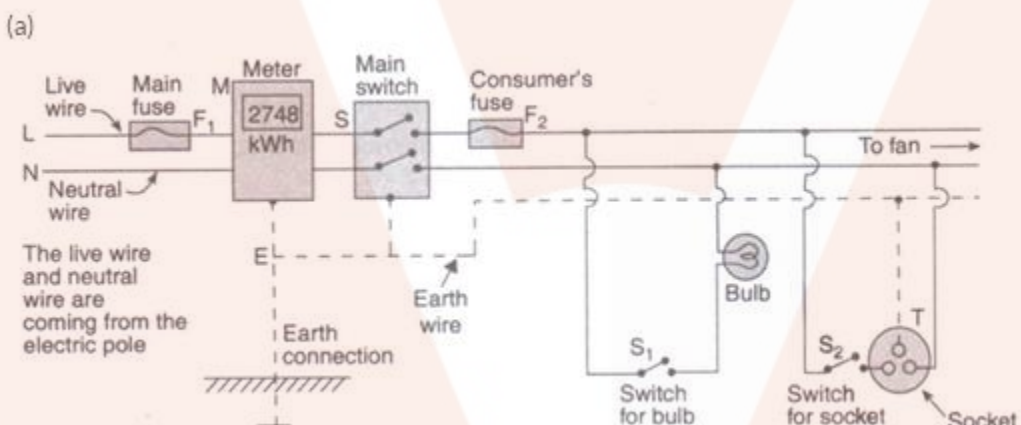 (a)
Live
wire
Main
fuse
F1
M
Meter
2748
kWh
Main
switch
S
Consumer's
fuse
F2
L
N
Neutral
wire
To fan
The live wire
and neutral
wire are
coming from the
electric pole
E
Earth
wire
Earth
connection
Bulb
S1
Switch
for bulb
S2
Switch
for socket
T
Socket